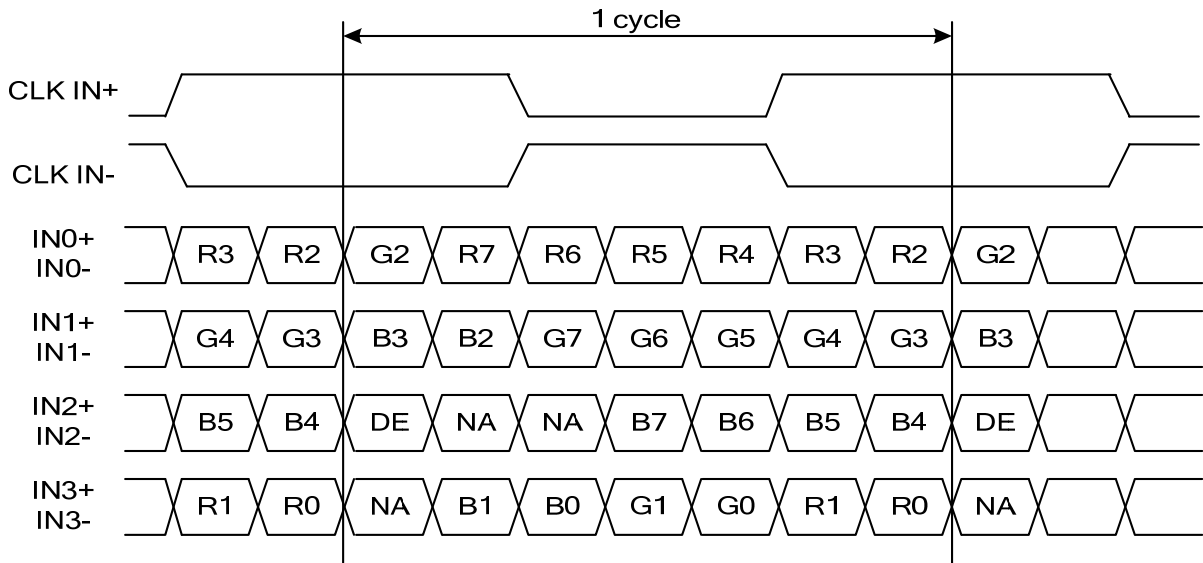 1 cycle
CLK IN+
CLK IN-
IN0+
IN0-
R3 R2 G2 R7 R6 R5 R4 R3 R2 G2
IN1+
IN1-
G4 G3 B3 B2 G7 G6 G5 G4 G3 B3
IN2+
IN2-
B5 B4 DE NA NA B7 B6 B5 B4 DE
IN3+
IN3-
R1 R0 NA B1 B0 G1 G0 R1 R0 NA